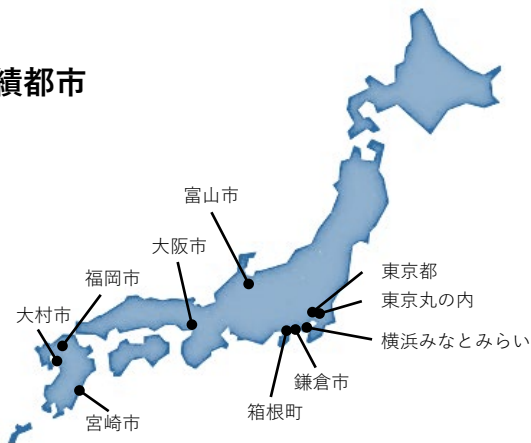 績都市
富山市
大阪市
福岡市
大村市
宮崎市
東京都
東京丸の内
横浜みなとみらい
鎌倉市
箱根町